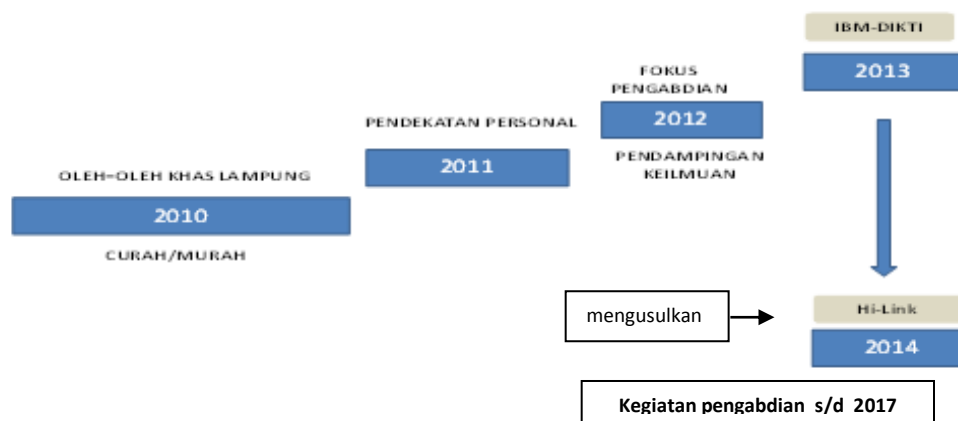 OLEH-OLEH KHAS LAMPUNG
2010
CURAH/MURAH
PENDEKATAN PERSONAL
2011
FOKUS
PENGABDIAN
2012
PENDAMPINGAN
KEILMUAN
IBM-DIKTI
2013
mengusulkan
Hi-Link
2014
Kegiatan pengabdian s/d 2017